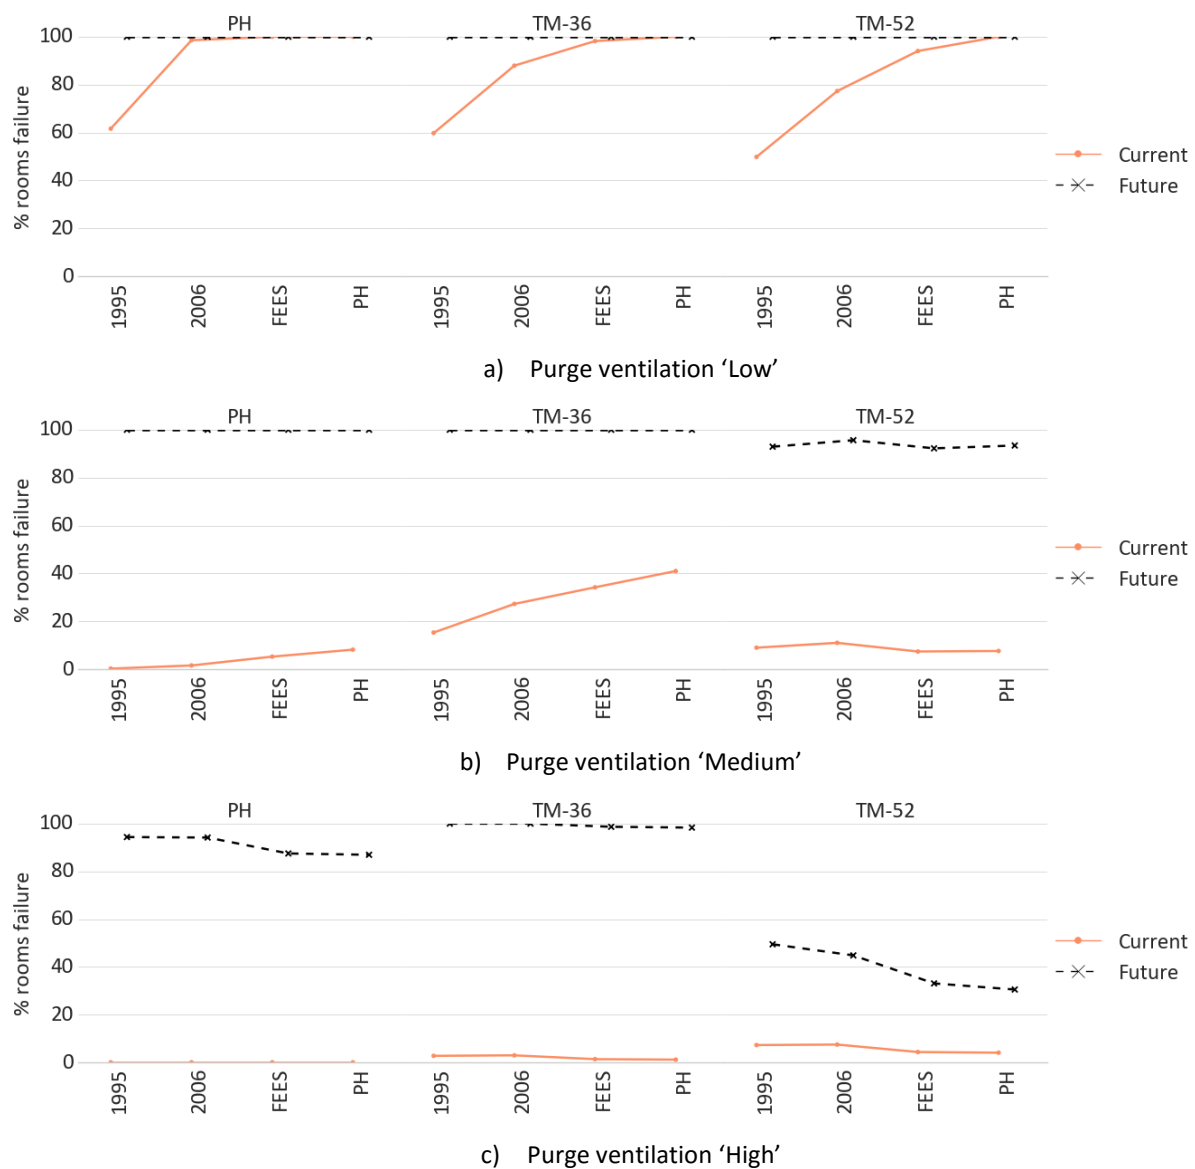 PH TM-36 TM-52
100
80
60
40
20
0
% rooms failure
1995 2006 FEES PH 1995 2006 FEES PH 1995 2006 FEES PH
Current
Future
a) Purge ventilation ‘Low’
PH TM-36 TM-52
100
80
60
40
20
0
% rooms failure
1995 2006 FEES PH 1995 2006 FEES PH 1995 2006 FEES PH
Current
Future
b) Purge ventilation ‘Medium’
PH TM-36 TM-52
100
80
60
40
20
0
% rooms failure
1995 2006 FEES PH 1995 2006 FEES PH 1995 2006 FEES PH
Current
Future
c) Purge ventilation ‘High’